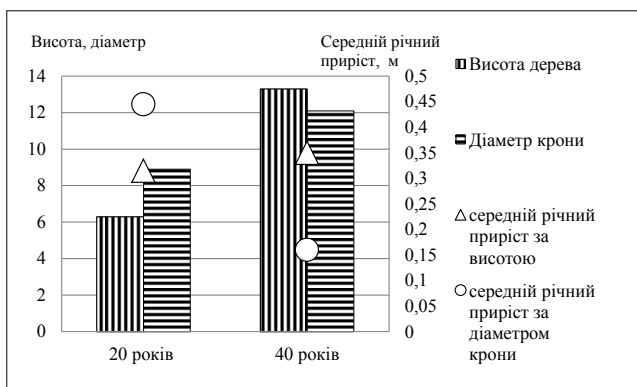 Висота, діаметр
Середній річний
приріст, м
14
12
10
8
6
4
2
0
0,5
0,45
0,4
0,35
0,3
0,25
0,2
0,15
0,1
0,05
0
20 років
40 років
Висота дерева
Діаметр крони
середній річний
приріст за
висотою
середній річний
приріст за
діаметром
крони